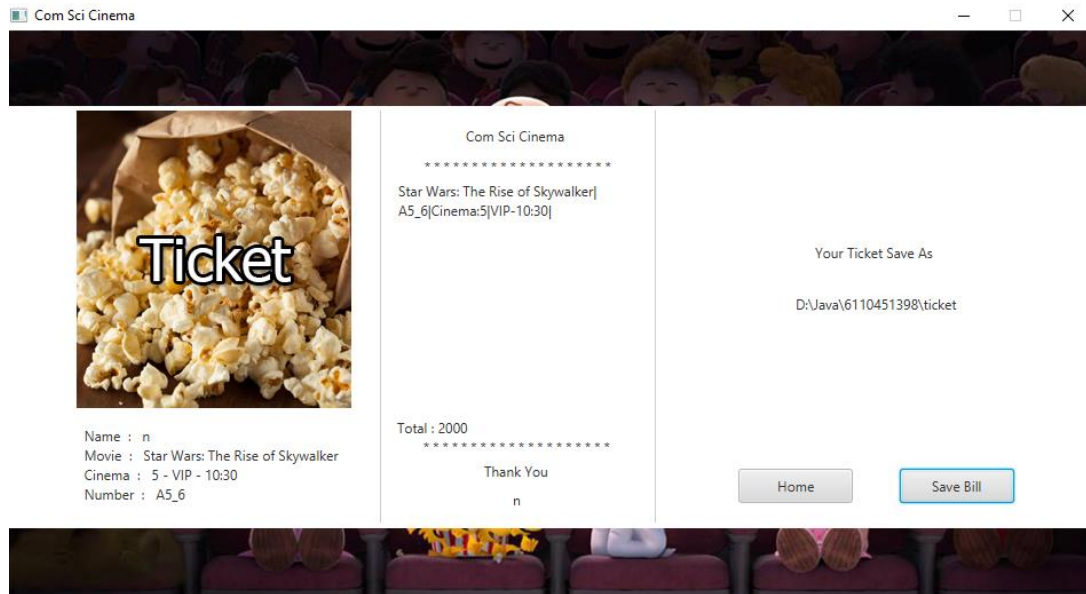 Com Sci Cinema
Ticket
Name : n
Movie : Star Wars: The Rise of Skywalker
Cinema : 5 - VIP - 10:30
Number : A5_6
Com Sci Cinema
* * * * * * * * * * * * * * * * * * * *
Star Wars: The Rise of Skywalker|
A5_6|Cinema:5|VIP-10:30|
Total : 2000
* * * * * * * * * * * * * * * * * * * *
Thank You
n
Your Ticket Save As
D:\Java\6110451398\ticket
Home
Save Bill